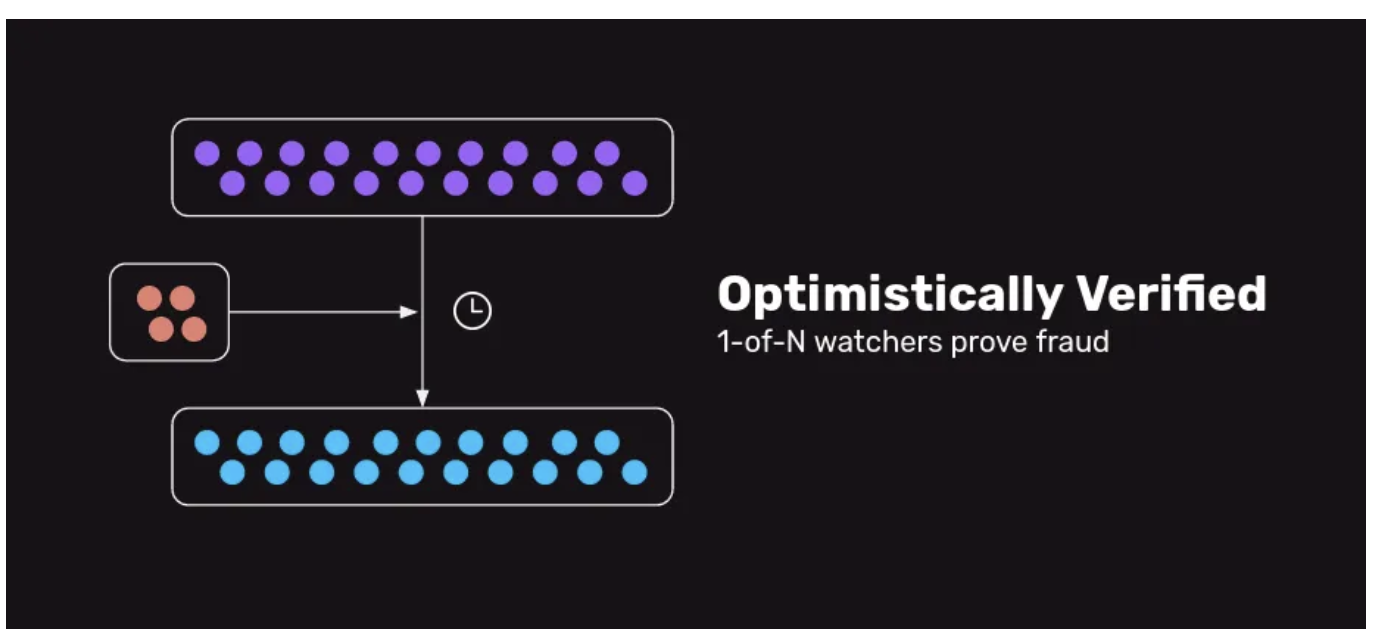 Optimistically Verified
1-of-N watchers prove fraud